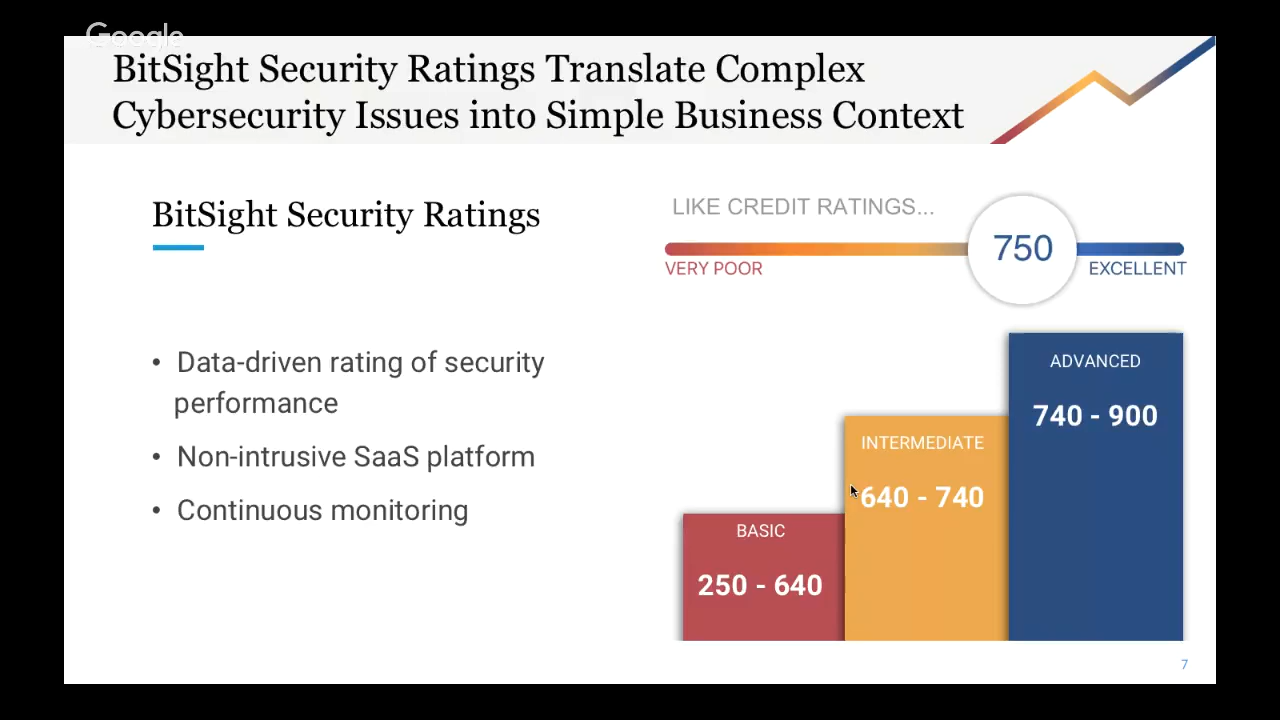 Google
BitSight Security Ratings Translate Complex
Cybersecurity Issues into Simple Business Context
BitSight Security Ratings
• Data-driven rating of security
performance
• Non-intrusive SaaS platform
• Continuous monitoring
LIKE CREDIT RATINGS...
750
VERY POOR
EXCELLENT
BASIC
250 - 640
INTERMEDIATE
640 - 740
ADVANCED
740 - 900
7